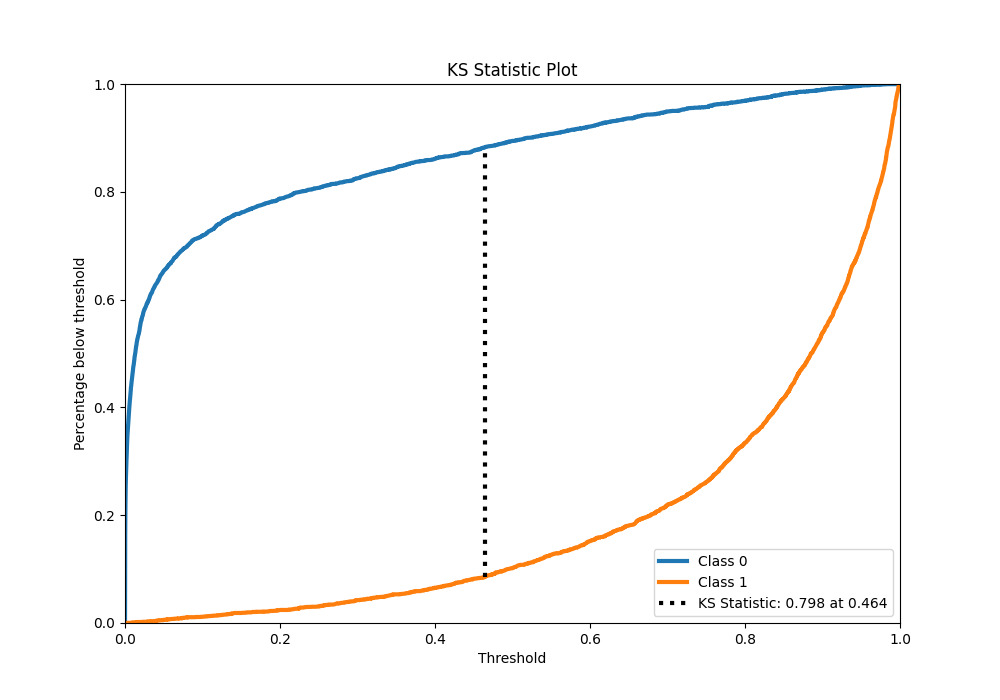 KS Statistic Plot
Percentage below threshold
1.0
0.8
0.6
0.4
0.2
0.0
0.0 0.2 0.4 0.6 0.8 1.0
Threshold
Class 0
Class 1
KS Statistic: 0.798 at 0.464